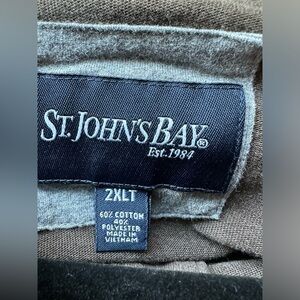 ST. JOHN'S BAY®
Est. 1984
2XLT
60% COTTON
40%
POLYESTER
MADE IN
VIETNAM